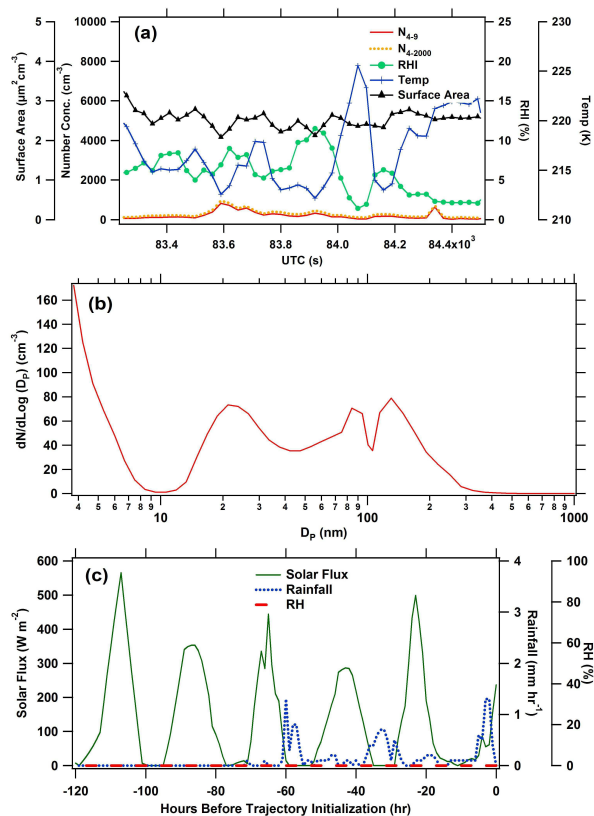 (a)
N4-9
N4-2000
RHI
Temp
Surface Area
Surface Area (µm² cm⁻³)
5
4
3
2
1
0
Number Conc. (cm⁻³)
10000
8000
6000
4000
2000
0
RHI (%)
25
20
15
10
5
0
Temp (K)
230
225
220
215
210
83.4
83.6
83.8
84.0
84.2
84.4x10³
UTC (s)
(b)
dN/dLog (DP) (cm⁻³)
160
140
120
100
80
60
40
20
0
4 5 6 7 8 9 10 2 3 4 5 6 7 8 9 100 2 3 4 5 6 7 8 9 1000
DP (nm)
(c)
Solar Flux
Rainfall
RH
Solar Flux (W m⁻²)
600
500
400
300
200
100
0
Rainfall (mm hr⁻¹)
4
3
2
1
0
RH (%)
100
80
60
40
20
0
-120 -100 -80 -60 -40 -20 0
Hours Before Trajectory Initialization (hr)